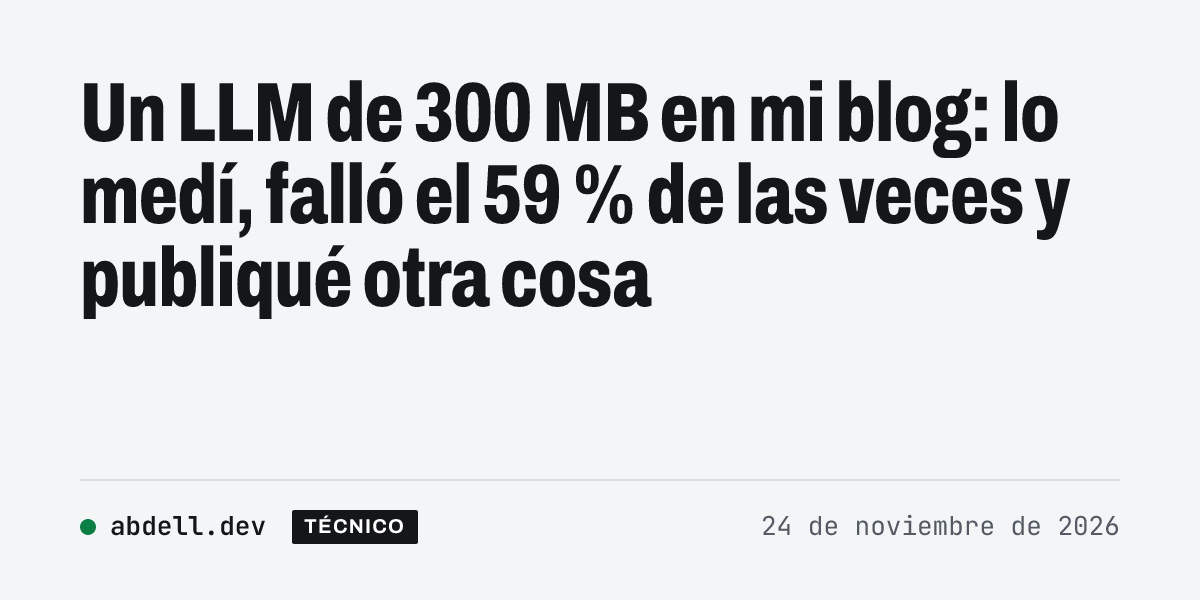 Un LLM de 300 MB en mi blog: lo
medí, falló el 59 % de las veces y
publiqué otra cosa
abdell.dev TÉCNICO 24 de noviembre de 2026